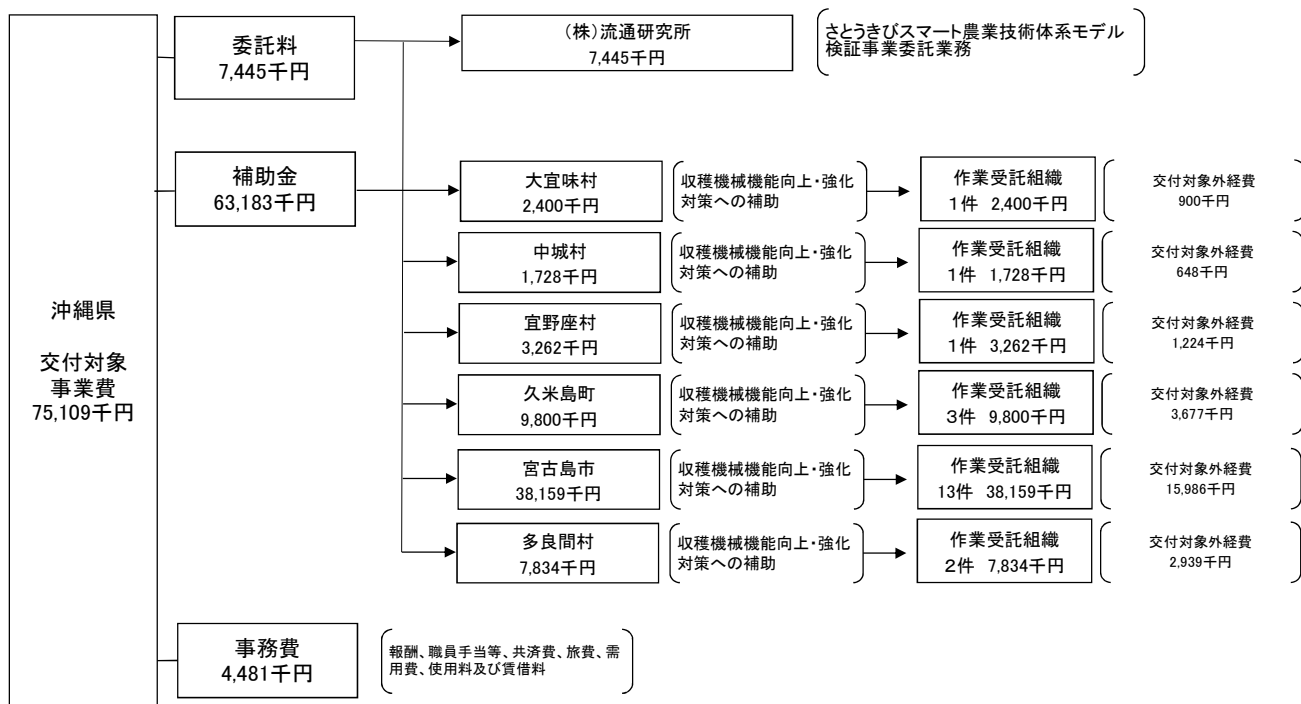 沖縄県
交付対象
事業費
75,109千円
委託料
7,445千円
(株)流通研究所
7,445千円
さとうきびスマート農業技術体系モデル
検証事業委託業務
補助金
63,183千円
大宜味村
2,400千円
収穫機械機能向上・強化
対策への補助
作業受託組織
1件 2,400千円
交付対象外経費
900千円
中城村
1,728千円
収穫機械機能向上・強化
対策への補助
作業受託組織
1件 1,728千円
交付対象外経費
648千円
宜野座村
3,262千円
収穫機械機能向上・強化
対策への補助
作業受託組織
1件 3,262千円
交付対象外経費
1,224千円
久米島町
9,800千円
収穫機械機能向上・強化
対策への補助
作業受託組織
3件 9,800千円
交付対象外経費
3,677千円
宮古島市
38,159千円
収穫機械機能向上・強化
対策への補助
作業受託組織
13件 38,159千円
交付対象外経費
15,986千円
多良間村
7,834千円
収穫機械機能向上・強化
対策への補助
作業受託組織
2件 7,834千円
交付対象外経費
2,939千円
事務費
4,481千円
報酬、職員手当等、共済費、旅費、需
用費、使用料及び賃借料